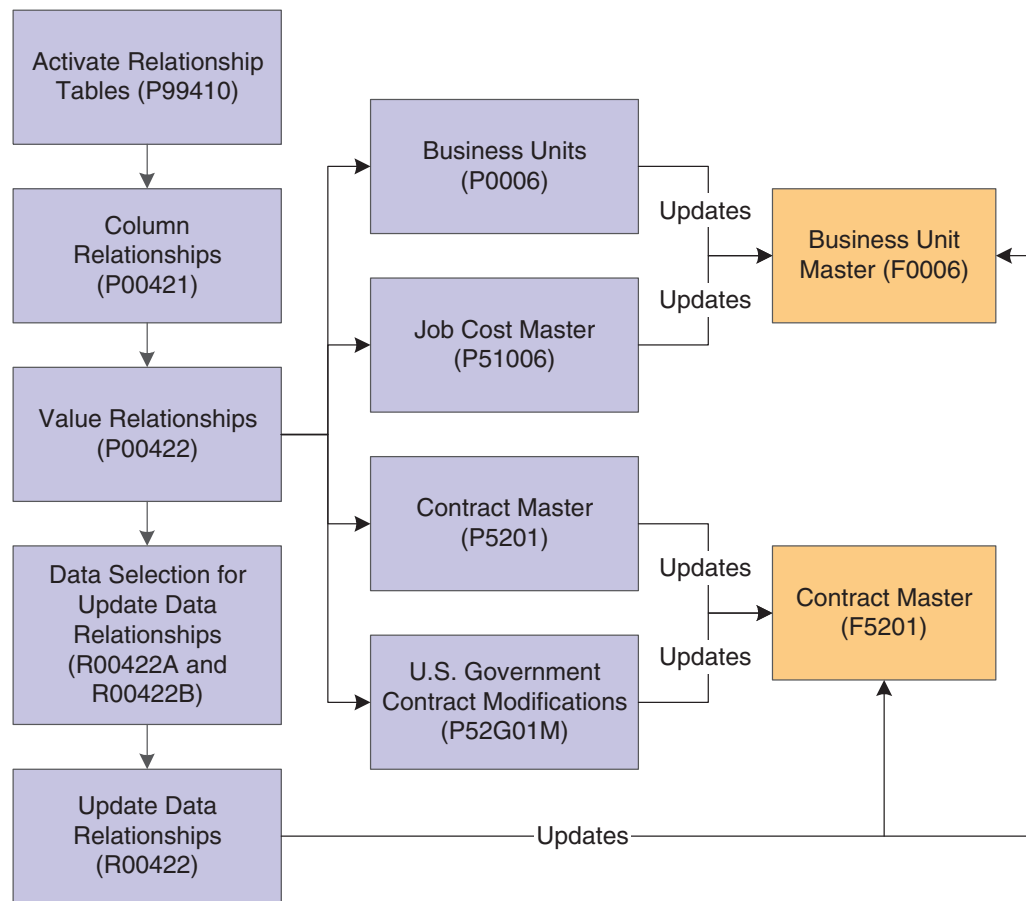 Activate Relationship
Tables (P99410)
Column
Relationships
(P00421)
Value Relationships
(P00422)
Data Selection for
Update Data
Relationships
(R00422A and
R00422B)
Update Data
Relationships
(R00422)
Business Units
(P0006)
Job Cost Master
(P51006)
Contract Master
(P5201)
U.S. Government
Contract Modifications
(P52G01M)
Updates
Updates
Updates
Updates
Updates
Business Unit
Master (F0006)
Contract Master
(F5201)